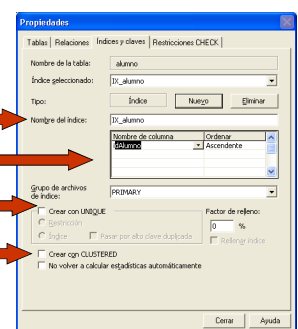 Propiedades
Tablas Relaciones Índices y claves Restricciones CHECK
Nombre de la tabla: alumno
Índice seleccionado: IX_alumno
Tipo: Índice Nuevo Eliminar
Nombre del índice: IX_alumno
Nombre de columna Ordenar
dAlumno Ascendente
Grupo de archivos
de índice: PRIMARY
Crear con UNIQUE Factor de relleno:
Restricción 0 %
Índice Pasar por alto clave duplicada Rellenar índice
Crear con CLUSTERED
No volver a calcular estadísticas automáticamente
Cerrar Ayuda